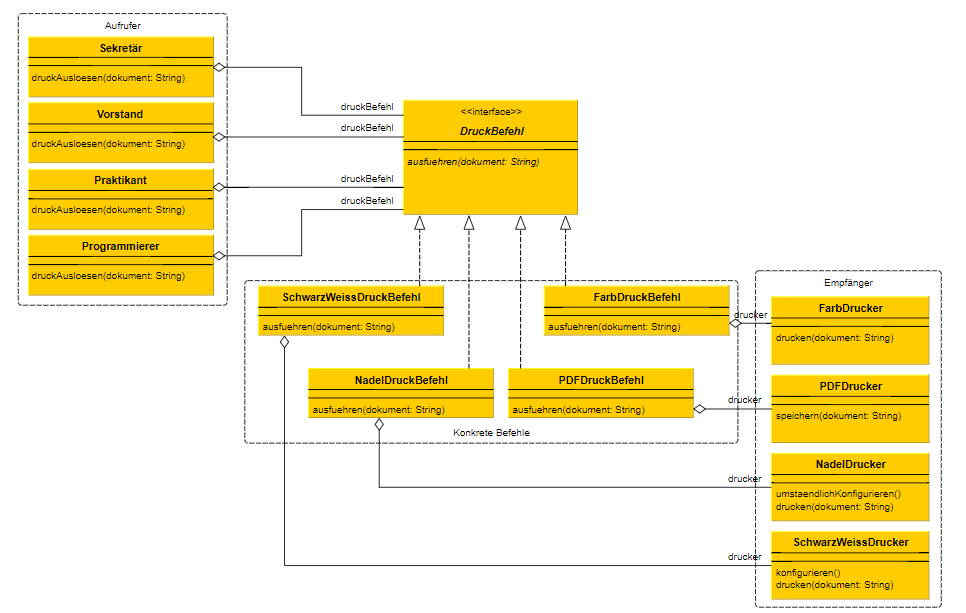 Aufrufer
Sekretär
druckAusloesen(dokument: String)
Vorstand
druckAusloesen(dokument: String)
Praktikant
druckAusloesen(dokument: String)
Programmierer
druckAusloesen(dokument: String)
druckBefehl
druckBefehl
druckBefehl
druckBefehl
<<interface>>
DruckBefehl
ausfuehren(dokument: String)
SchwarzWeissDruckBefehl
ausfuehren(dokument: String)
FarbDruckBefehl
ausfuehren(dokument: String)
NadelDruckBefehl
ausfuehren(dokument: String)
PDFDruckBefehl
ausfuehren(dokument: String)
Konkrete Befehle
drucker
drucker
drucker
drucker
Empfänger
FarbDrucker
drucken(dokument: String)
PDFDrucker
speichern(dokument: String)
NadelDrucker
umstaendlichKonfigurieren()
drucken(dokument: String)
SchwarzWeissDrucker
konfigurieren()
drucken(dokument: String)